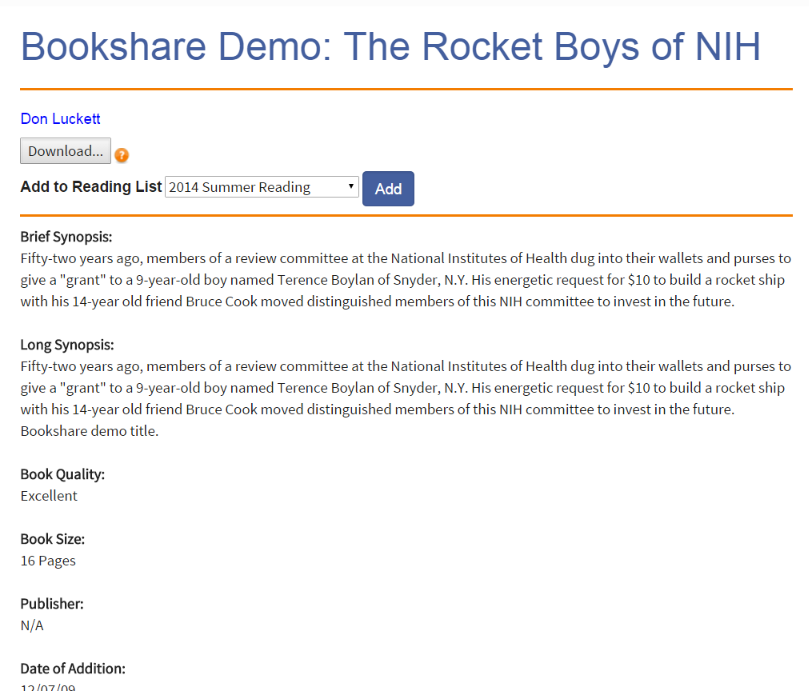 Bookshare Demo: The Rocket Boys of NIH
Don Luckett
Download... ?
Add to Reading List 2014 Summer Reading Add
Brief Synopsis:
Fifty-two years ago, members of a review committee at the National Institutes of Health dug into their wallets and purses to
give a "grant" to a 9-year-old boy named Terence Boylan of Snyder, N.Y. His energetic request for $10 to build a rocket ship
with his 14-year old friend Bruce Cook moved distinguished members of this NIH committee to invest in the future.
Long Synopsis:
Fifty-two years ago, members of a review committee at the National Institutes of Health dug into their wallets and purses to
give a "grant" to a 9-year-old boy named Terence Boylan of Snyder, N.Y. His energetic request for $10 to build a rocket ship
with his 14-year old friend Bruce Cook moved distinguished members of this NIH committee to invest in the future.
Bookshare demo title.
Book Quality:
Excellent
Book Size:
16 Pages
Publisher:
N/A
Date of Addition:
12/07/09